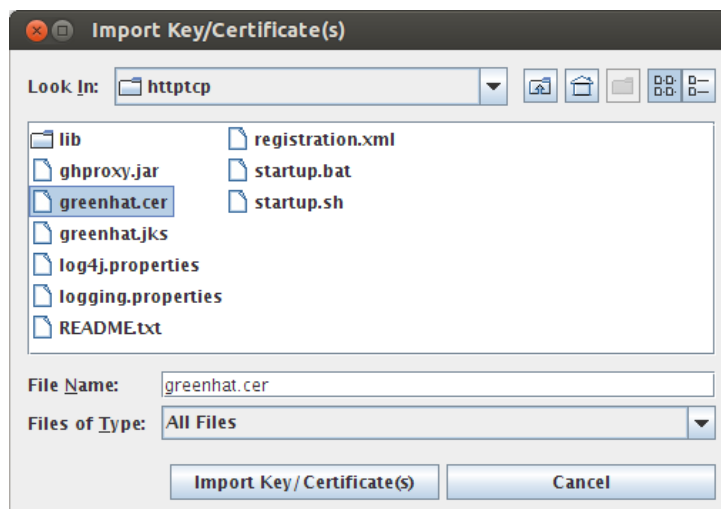 Import Key/Certificate(s)
Look In: httptcp
lib
ghproxy.jar
greenhat.cer
greenhat.jks
log4j.properties
logging.properties
README.txt
registration.xml
startup.bat
startup.sh
File Name: greenhat.cer
Files of Type: All Files
Import Key/Certificate(s) Cancel